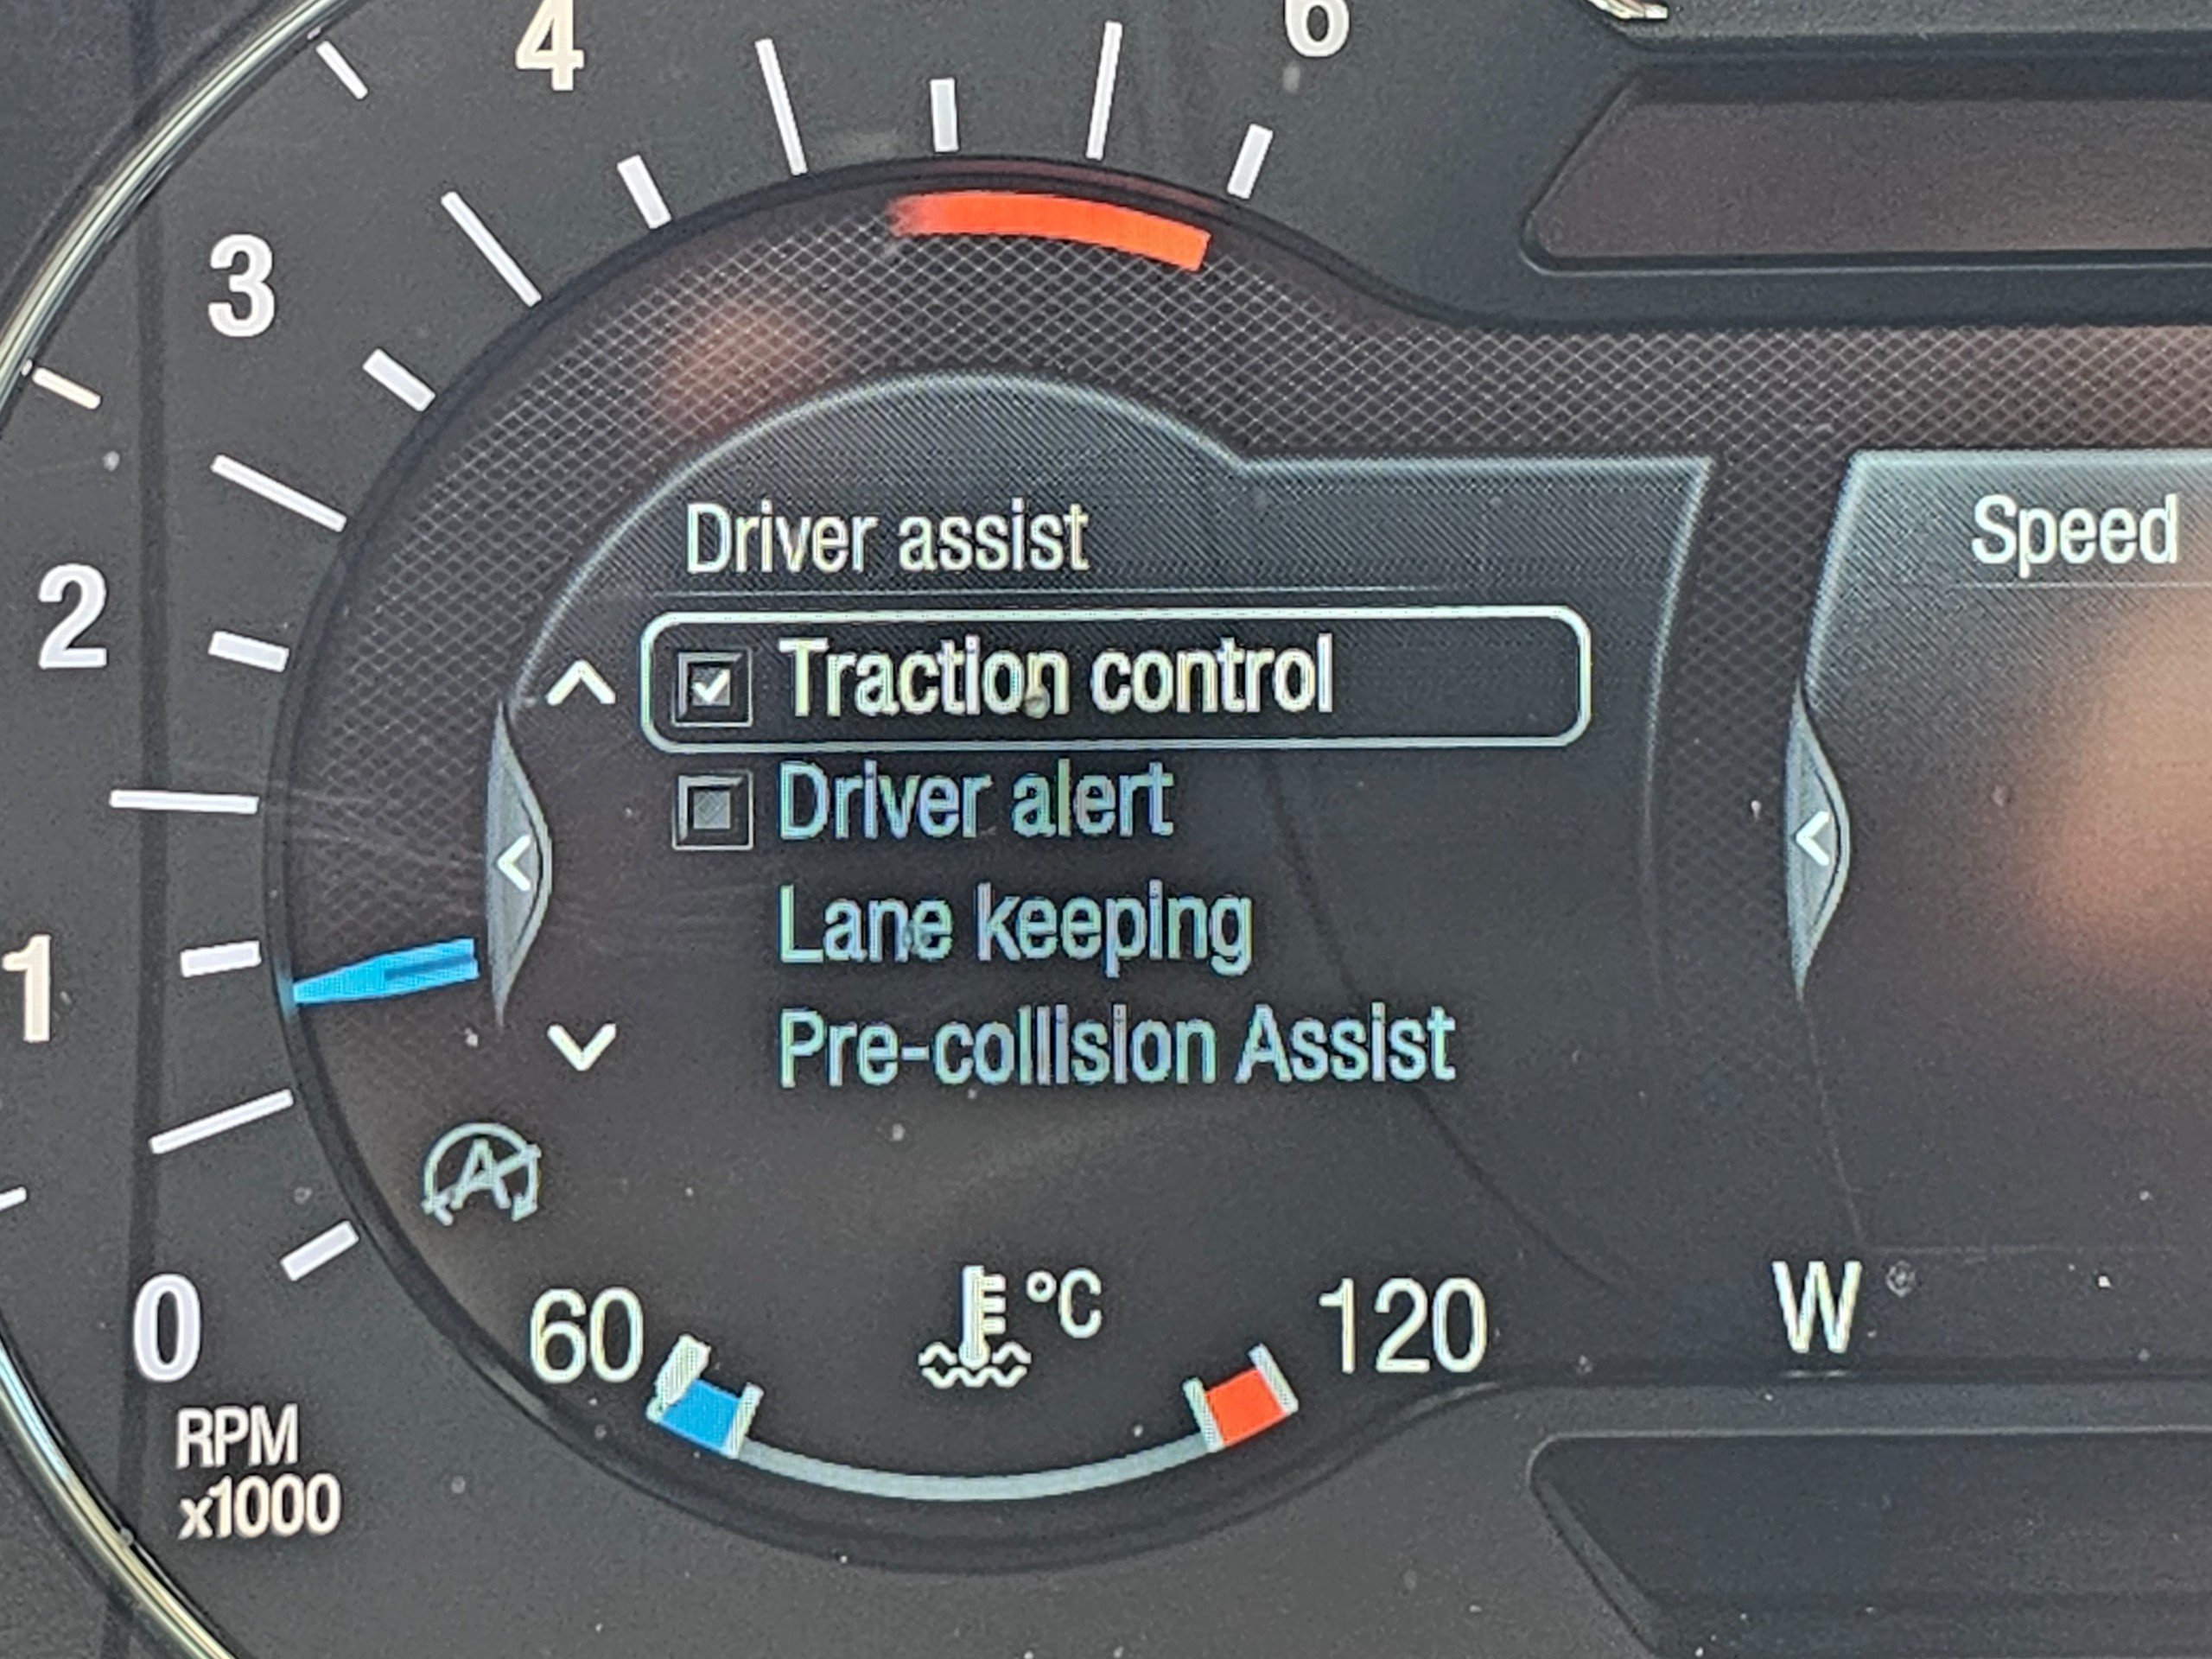 4
6
3
Driver assist
Speed
2
Traction control
Driver alert
Lane keeping
1
Pre-collision Assist
A
0
60
°C
120
W
RPM
x1000